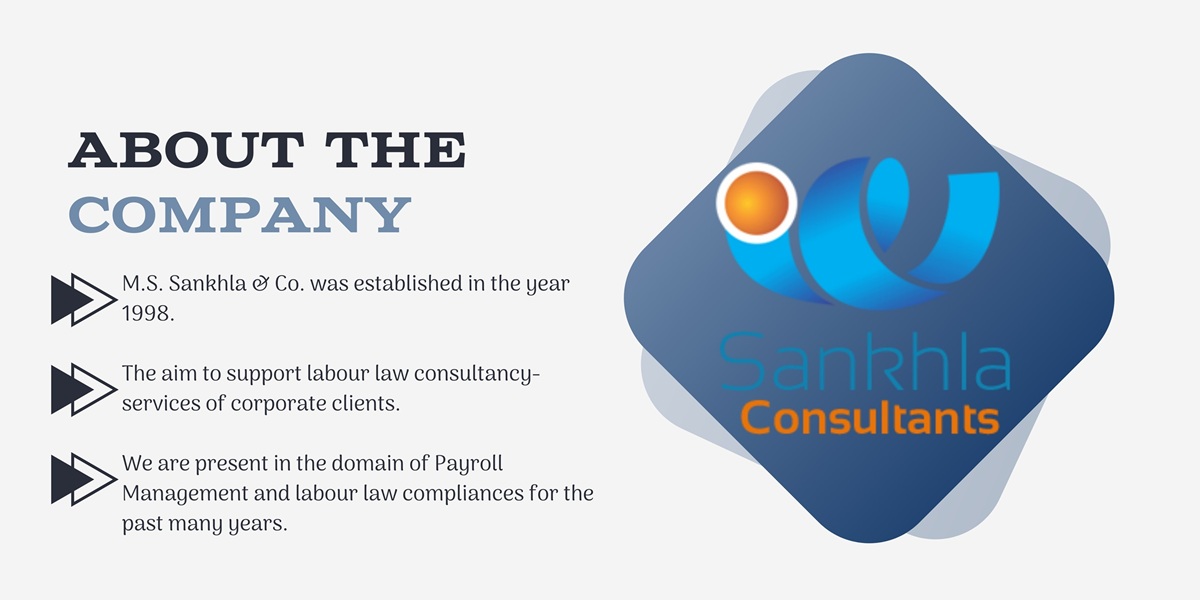 ABOUT THE
COMPANY
M.S. Sankhla & Co. was established in the year
1998.
The aim to support labour law consultancy-
services of corporate clients.
We are present in the domain of Payroll
Management and labour law compliances for the
past many years.
Sankhla
Consultants